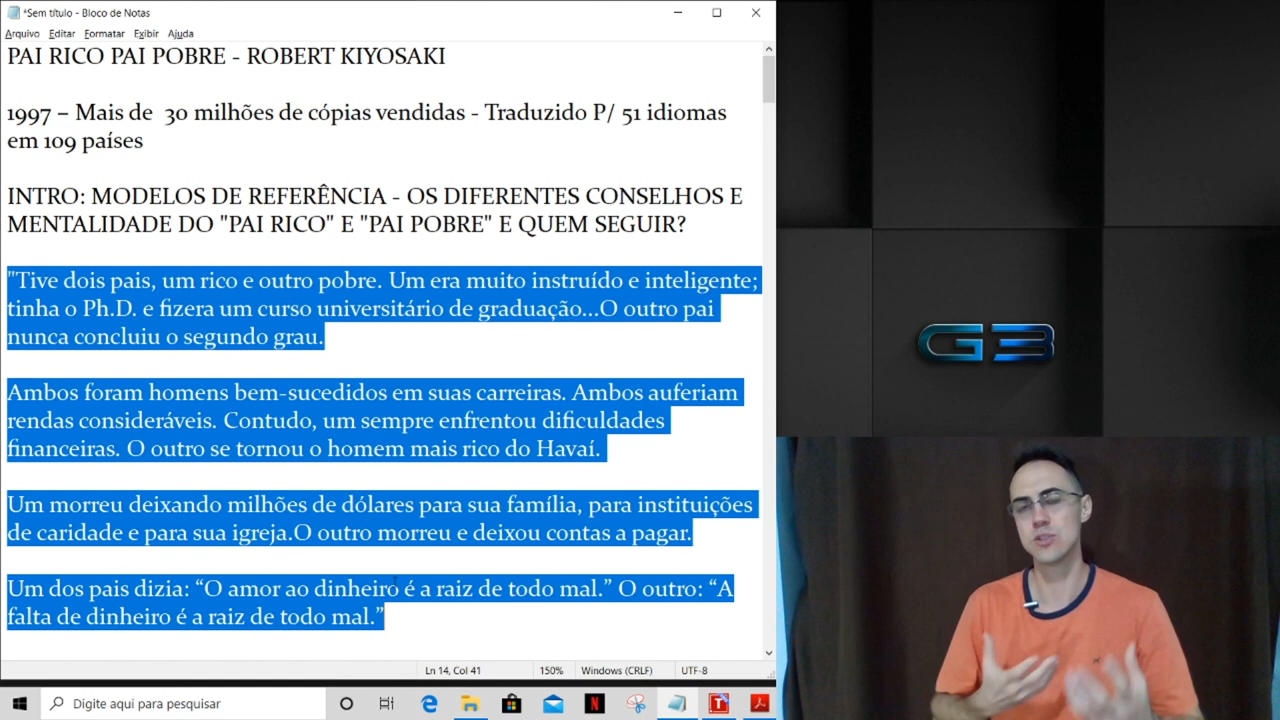 *Sem título - Bloco de Notas
Arquivo Editar Formatar Exibir Ajuda
PAI RICO PAI POBRE - ROBERT KIYOSAKI
1997 – Mais de  30 milhões de cópias vendidas - Traduzido P/ 51 idiomas
em 109 países
INTRO: MODELOS DE REFERÊNCIA - OS DIFERENTES CONSELHOS E
MENTALIDADE DO "PAI RICO" E "PAI POBRE" E QUEM SEGUIR?
"Tive dois pais, um rico e outro pobre. Um era muito instruído e inteligente;
tinha o Ph.D. e fizera um curso universitário de graduação...O outro pai
nunca concluiu o segundo grau.
Ambos foram homens bem-sucedidos em suas carreiras. Ambos auferiam
rendas consideráveis. Contudo, um sempre enfrentou dificuldades
financeiras. O outro se tornou o homem mais rico do Havaí.
Um morreu deixando milhões de dólares para sua família, para instituições
de caridade e para sua igreja.O outro morreu e deixou contas a pagar.
Um dos pais dizia: “O amor ao dinheiro é a raiz de todo mal.” O outro: “A
falta de dinheiro é a raiz de todo mal.”
Ln 14, Col 41 150% Windows (CRLF) UTF-8
Digite aqui para pesquisar
G3